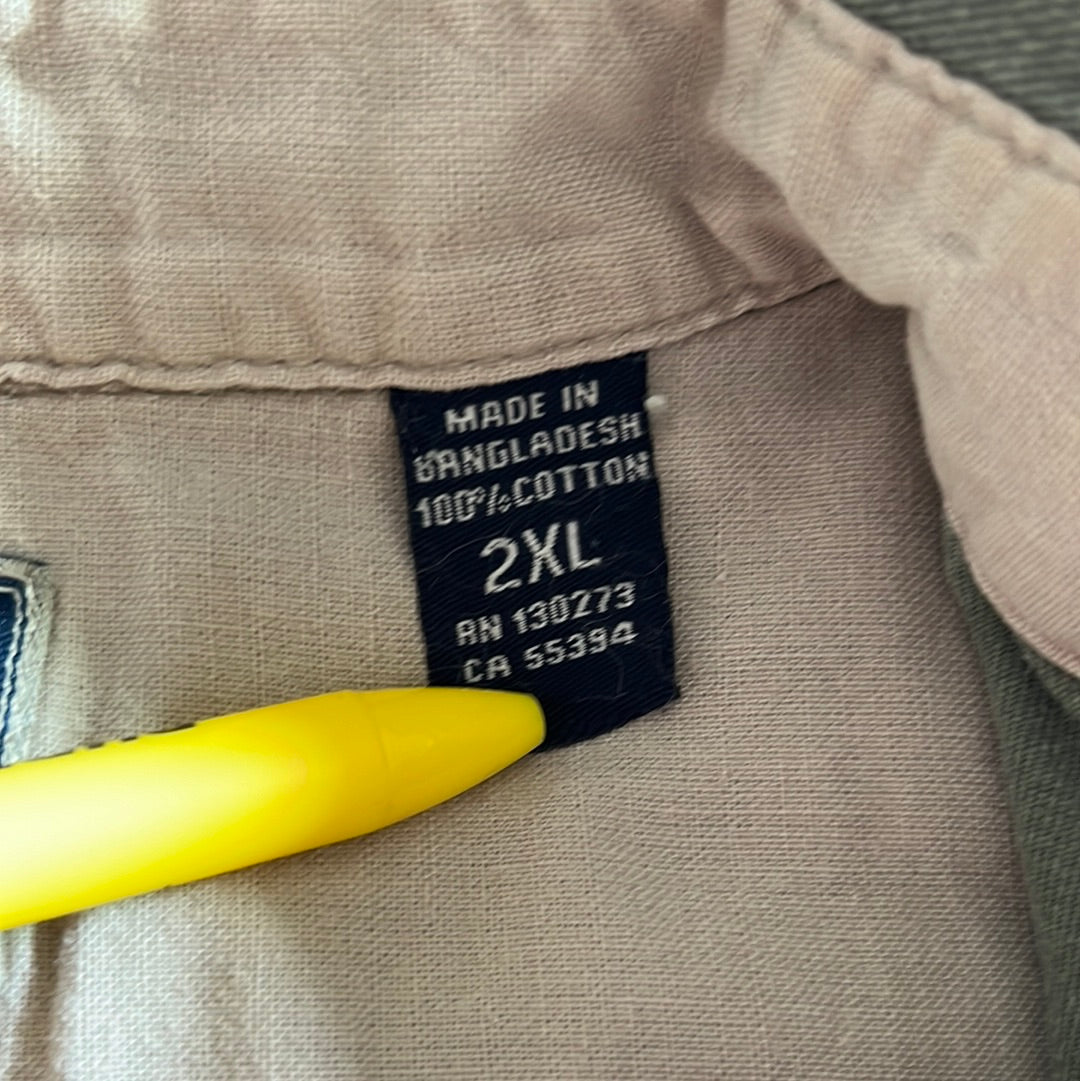 MADE IN
BANGLADESH
100% COTTON
2XL
RN 130273
CA 55394